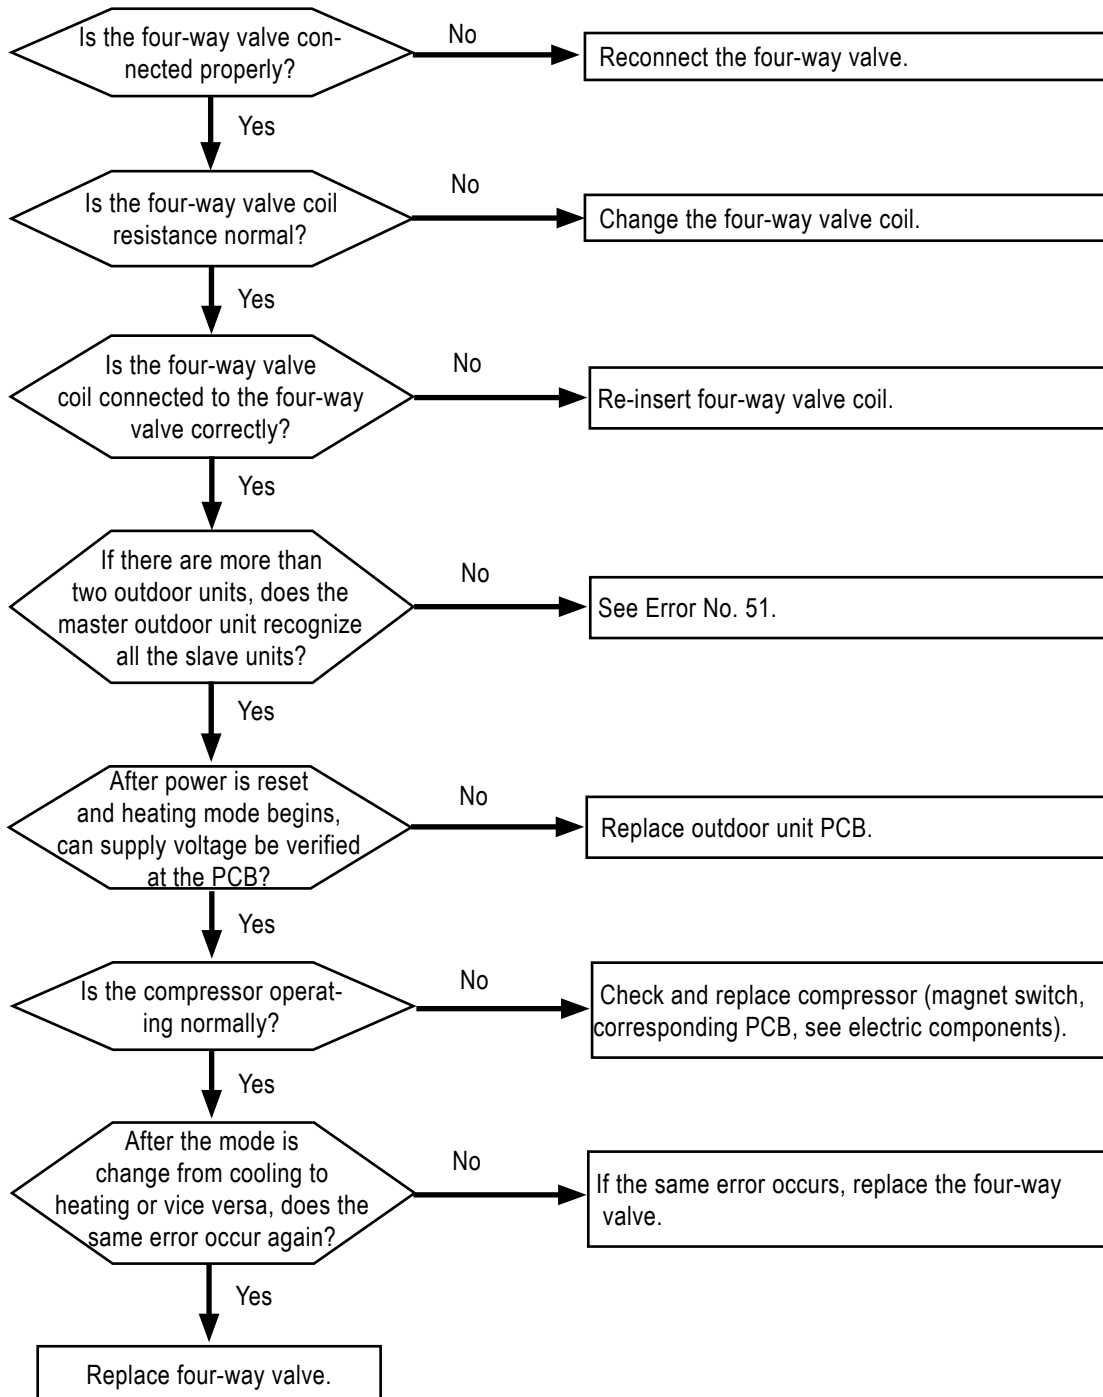 Is the four-way valve con-
nected properly?
No
Reconnect the four-way valve.
Yes
Is the four-way valve coil
resistance normal?
No
Change the four-way valve coil.
Yes
Is the four-way valve
coil connected to the four-way
valve correctly?
No
Re-insert four-way valve coil.
Yes
If there are more than
two outdoor units, does the
master outdoor unit recognize
all the slave units?
No
See Error No. 51.
Yes
After power is reset
and heating mode begins,
can supply voltage be verified
at the PCB?
No
Replace outdoor unit PCB.
Yes
Is the compressor operat-
ing normally?
No
Check and replace compressor (magnet switch,
corresponding PCB, see electric components).
Yes
After the mode is
change from cooling to
heating or vice versa, does the
same error occur again?
No
If the same error occurs, replace the four-way
valve.
Yes
Replace four-way valve.